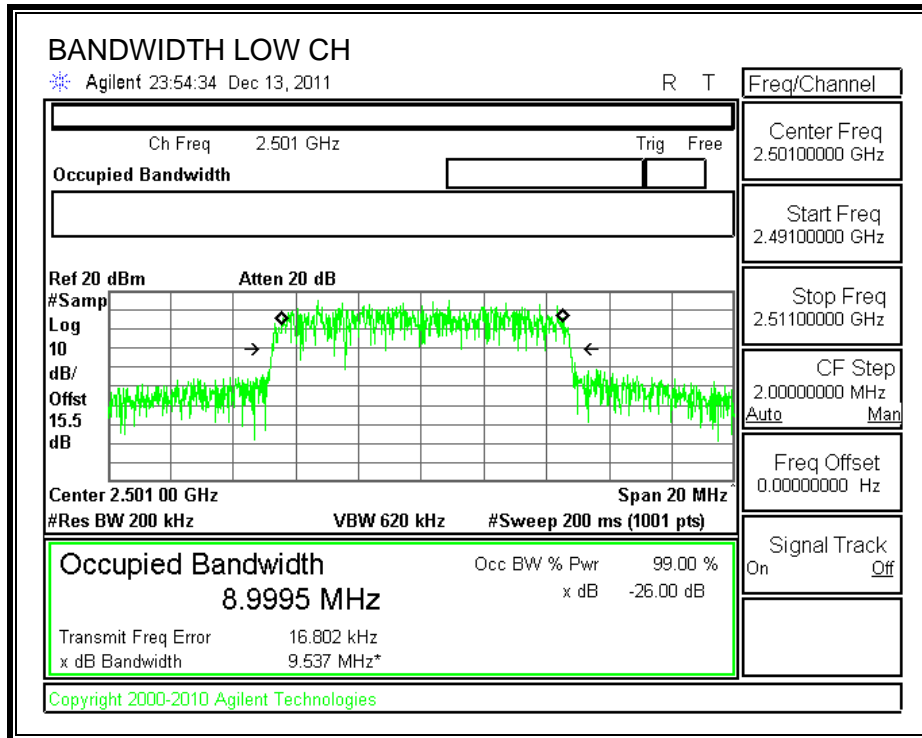 BANDWIDTH LOW CH
Agilent 23:54:34 Dec 13, 2011 R T
Freq/Channel
Ch Freq 2.501 GHz Trig Free
Occupied Bandwidth
Center Freq
2.50100000 GHz
Start Freq
2.49100000 GHz
Stop Freq
2.51100000 GHz
CF Step
2.00000000 MHz
Auto Man
Freq Offset
0.00000000 Hz
Signal Track
On Off
Ref 20 dBm Atten 20 dB
#Samp
Log
10
dB/
Offst
15.5
dB
Center 2.501 00 GHz Span 20 MHz^
#Res BW 200 kHz VBW 620 kHz #Sweep 200 ms (1001 pts)
Occupied Bandwidth
8.9995 MHz
Occ BW % Pwr 99.00 %
x dB -26.00 dB
Transmit Freq Error 16.802 kHz
x dB Bandwidth 9.537 MHz*
Copyright 2000-2010 Agilent Technologies